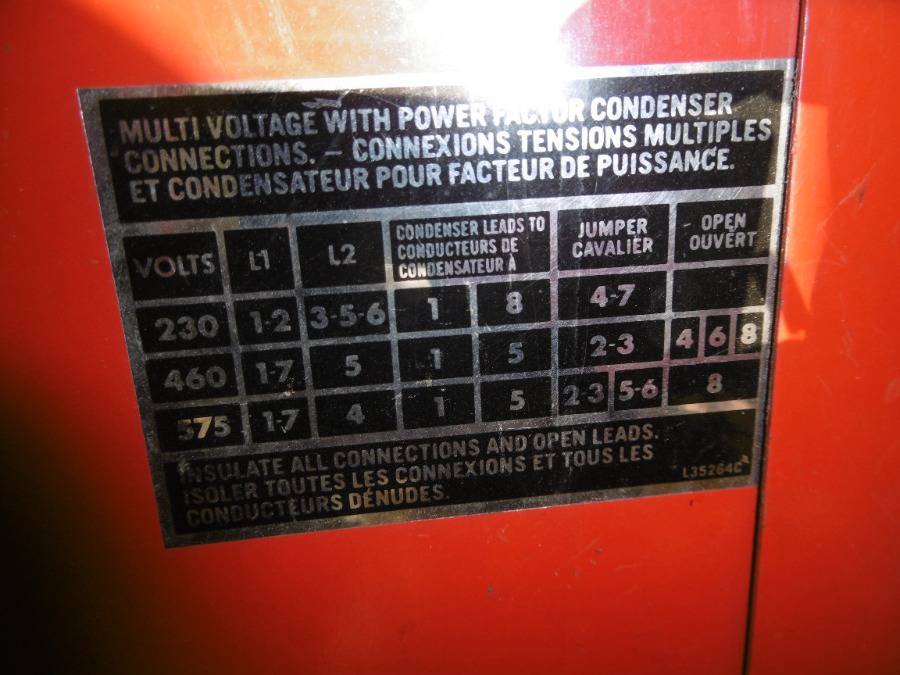 MULTI VOLTAGE WITH POWER FACTOR CONDENSER
CONNECTIONS. – CONNEXIONS TENSIONS MULTIPLES
ET CONDENSATEUR POUR FACTEUR DE PUISSANCE.
VOLTS L1 L2 CONDENSER LEADS TO CONDUCTEURS DE CONDENSATEUR À JUMPER CAVALIER OPEN OUVERT
230 1-2 3-5-6 1 8 4-7
460 1-7 5 1 5 2-3 4 6 8
575 1-7 4 1 5 2-3 5-6 8
INSULATE ALL CONNECTIONS AND OPEN LEADS.
ISOLER TOUTES LES CONNEXIONS ET TOUS LES
CONDUCTEURS DÉNUDES.
L35264C A